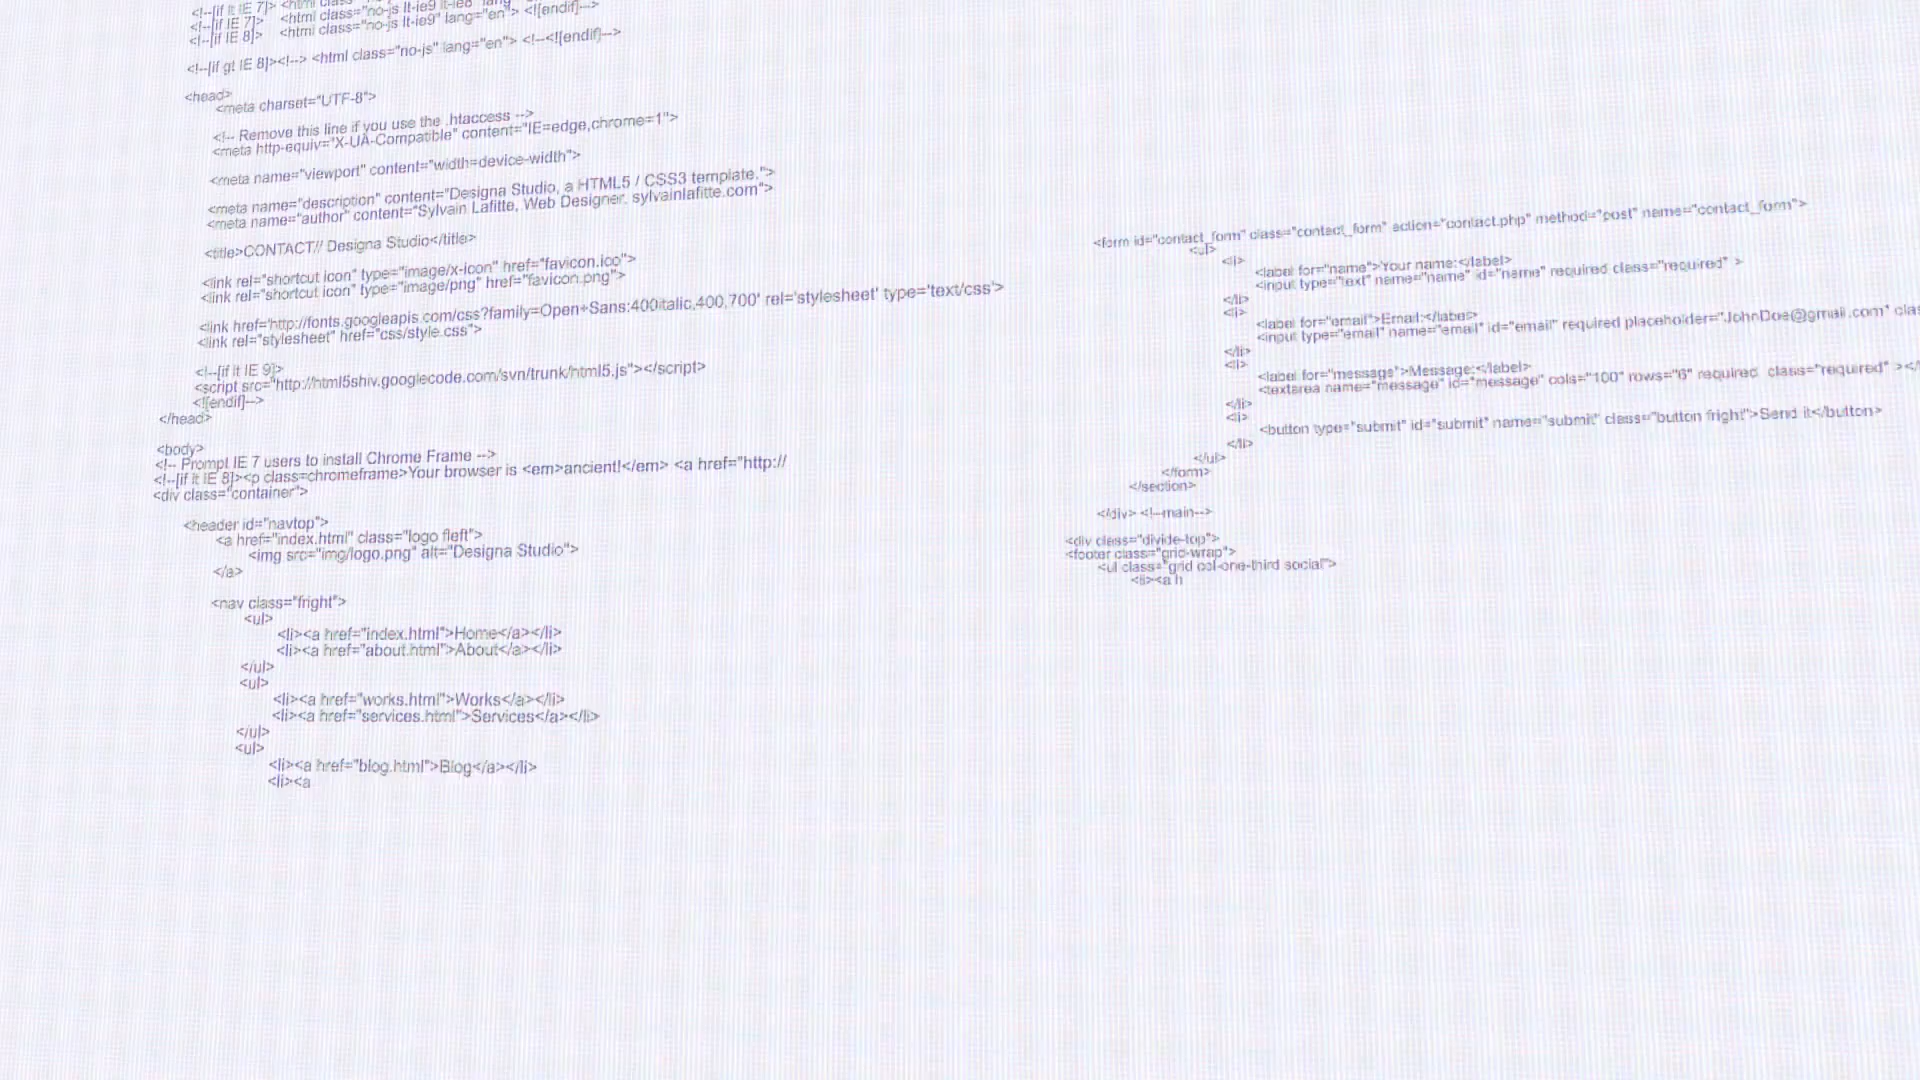 <!--[if lt IE 7]> <html class="no-js lt-ie9 lt-ie8 lang
<!--[if IE 7]> <html class="no-js lt-ie9 lt-ie8" lang="en"> <![endif]-->
<!--[if IE 8]> <html class="no-js lt-ie9" lang="en"> <![endif]-->
<!--[if gt IE 8]><!--> <html class="no-js" lang="en"> <!--<![endif]-->
<head>
<meta charset="UTF-8">
<!-- Remove this line if you use the .htaccess -->
<meta http-equiv="X-UA-Compatible" content="IE=edge,chrome=1">
<meta name="viewport" content="width=device-width">
<meta name="description" content="Designa Studio, a HTML5 / CSS3 template.">
<meta name="author" content="Sylvain Lafitte, Web Designer, sylvainlafitte.com">
<title>CONTACT// Designa Studio</title>
<link rel="shortcut icon" type="image/x-icon" href="favicon.ico">
<link rel="shortcut icon" type="image/png" href="favicon.png">
<link href='http://fonts.googleapis.com/css?family=Open+Sans:400italic,400,700' rel='stylesheet' type='text/css'>
<link rel="stylesheet" href="css/style.css">
<!--[if lt IE 9]>
<script src="http://html5shiv.googlecode.com/svn/trunk/html5.js"></script>
<![endif]-->
</head>
<body>
<!-- Prompt IE 7 users to install Chrome Frame -->
<!--[if lt IE 8]><p class=chromeframe>Your browser is <em>ancient!</em> <a href="http://
<div class="container">
<header id="navtop">
<a href="index.html" class="logo fleft">
<img src="img/logo.png" alt="Designa Studio">
</a>
<nav class="fright">
<ul>
<li><a href="index.html">Home</a></li>
<li><a href="about.html">About</a></li>
</ul>
<ul>
<li><a href="works.html">Works</a></li>
<li><a href="services.html">Services</a></li>
</ul>
<ul>
<li><a href="blog.html">Blog</a></li>
<li><a
<form id="contact_form" class="contact_form" action="contact.php" method="post" name="contact_form">
<ul>
<li>
<label for="name">Your name:</label>
<input type="text" name="name" id="name" required class="required" >
</li>
<li>
<label for="email">Email:</label>
<input type="email" name="email" id="email" required placeholder="JohnDoe@gmail.com" clas
</li>
<li>
<label for="message">Message:</label>
<textarea name="message" id="message" cols="100" rows="6" required class="required" ></
</li>
<li>
<button type="submit" id="submit" name="submit" class="button fright">Send it</button>
</li>
</ul>
</form>
</section>
</div> <!--main-->
<div class="divide-top">
<footer class="grid-wrap">
<ul class="grid col-one-third social">
<li><a h